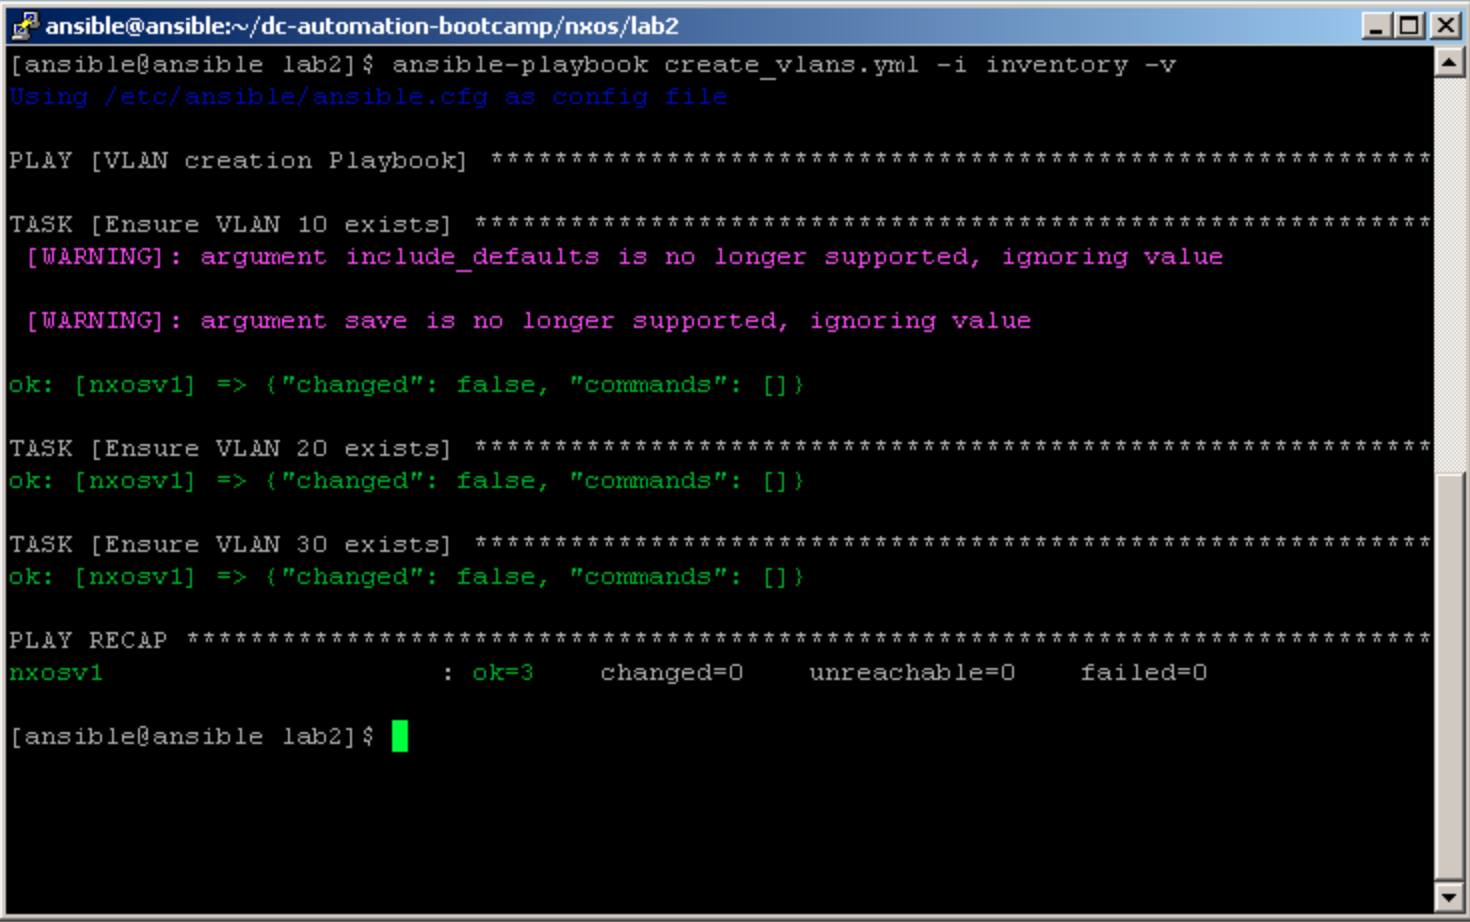 ansible@ansible:~/dc-automation-bootcamp/nxos/lab2
[ansible@ansible lab2]$ ansible-playbook create_vlans.yml -i inventory -v
Using /etc/ansible/ansible.cfg as config file
PLAY [VLAN creation Playbook] ***********************************************************
TASK [Ensure VLAN 10 exists] ************************************************************
[WARNING]: argument include_defaults is no longer supported, ignoring value
[WARNING]: argument save is no longer supported, ignoring value
ok: [nxosv1] => {"changed": false, "commands": []}
TASK [Ensure VLAN 20 exists] ************************************************************
ok: [nxosv1] => {"changed": false, "commands": []}
TASK [Ensure VLAN 30 exists] ************************************************************
ok: [nxosv1] => {"changed": false, "commands": []}
PLAY RECAP ******************************************************************************
nxosv1 : ok=3 changed=0 unreachable=0 failed=0
[ansible@ansible lab2]$